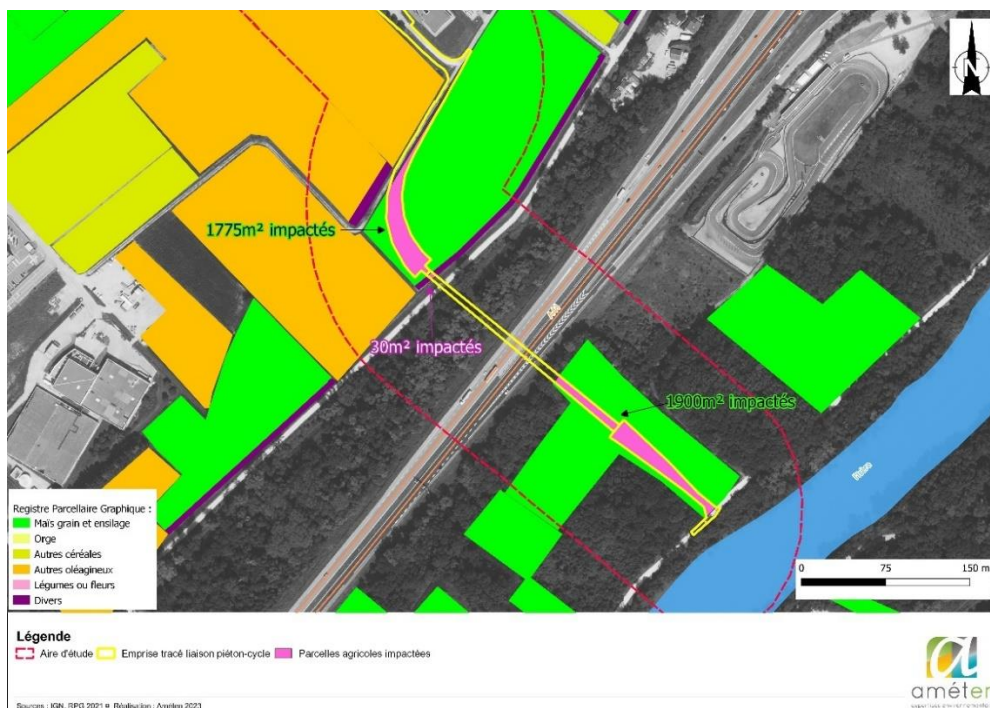 N
1775m² impactés
30m² impactés
1900m² impactés
Registre Parcellaire Graphique :
Maïs grain et ensilage
Orge
Autres céréales
Autres oléagineux
Légumes ou fleurs
Divers
0 75 150 m
Légende
Aire d'étude Emprise tracé liaison piéton-cycle Parcelles agricoles impactées
Sources : IGN, RPG 2021 Réalisation : Améten 2023
améten